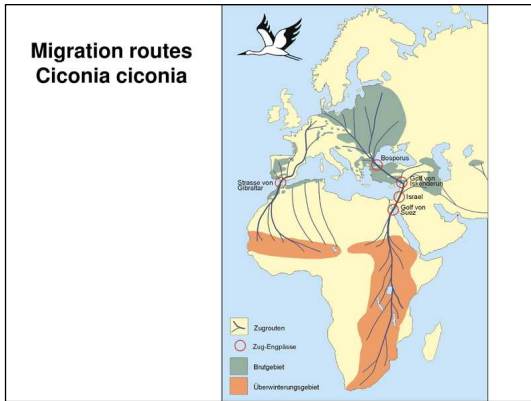 Migration routes
Ciconia ciconia
Bosporus
Strasse von
Gibraltar
Golf von
Iskenderun
Israel
Golf von
Suez
Zugrouten
Zug-Engpässe
Brutgebiet
Überwinterungsgebiet